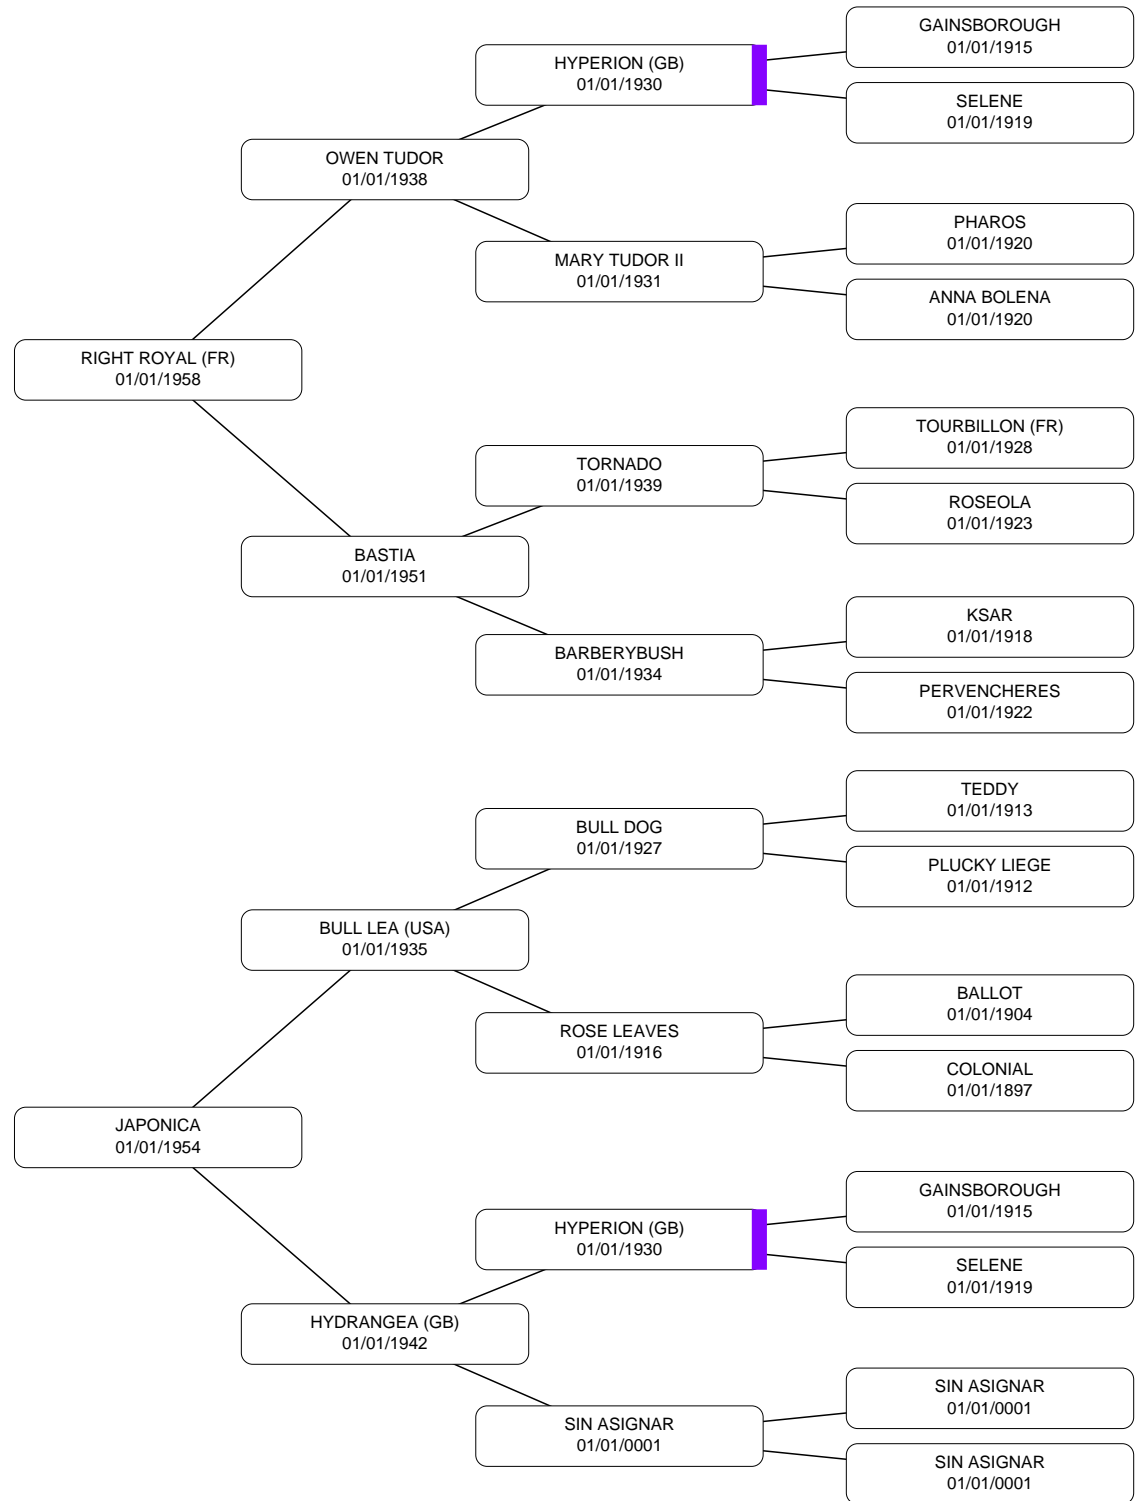 GAINSBOROUGH
01/01/1915
HYPERION (GB)
01/01/1930
SELENE
01/01/1919
OWEN TUDOR
01/01/1938
PHAROS
01/01/1920
MARY TUDOR II
01/01/1931
ANNA BOLENA
01/01/1920
RIGHT ROYAL (FR)
01/01/1958
TOURBILLON (FR)
01/01/1928
TORNADO
01/01/1939
ROSEOLA
01/01/1923
BASTIA
01/01/1951
KSAR
01/01/1918
BARBERYBUSH
01/01/1934
PERVENCHERES
01/01/1922
TEDDY
01/01/1913
BULL DOG
01/01/1927
PLUCKY LIEGE
01/01/1912
BULL LEA (USA)
01/01/1935
BALLOT
01/01/1904
ROSE LEAVES
01/01/1916
COLONIAL
01/01/1897
JAPONICA
01/01/1954
GAINSBOROUGH
01/01/1915
HYPERION (GB)
01/01/1930
SELENE
01/01/1919
HYDRANGEA (GB)
01/01/1942
SIN ASIGNAR
01/01/0001
SIN ASIGNAR
01/01/0001
SIN ASIGNAR
01/01/0001